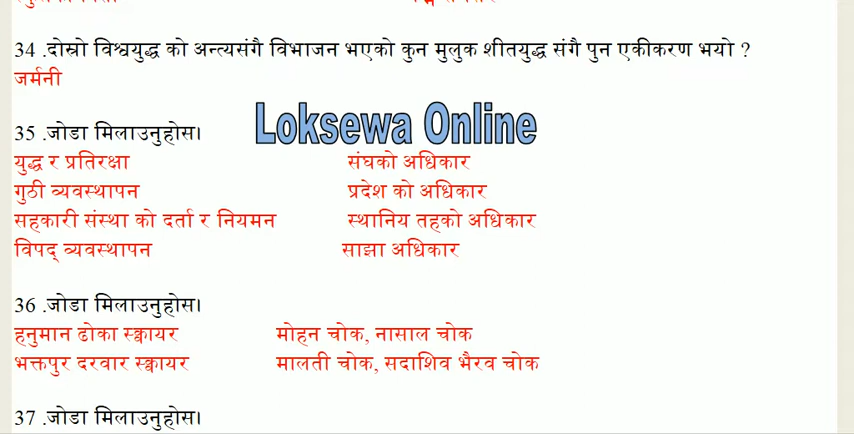 34 .दोस्रो विश्वयुद्ध को अन्त्यसंगै विभाजन भएको कुन मुलुक शीतयुद्ध संगै पुन एकीकरण भयो ?
जर्मनी
Loksewa Online
35 .जोडा मिलाउनुहोस।
युद्ध र प्रतिरक्षा संघको अधिकार
गुठी व्यवस्थापन प्रदेश को अधिकार
सहकारी संस्था को दर्ता र नियमन स्थानिय तहको अधिकार
विपद् व्यवस्थापन साझा अधिकार
36 .जोडा मिलाउनुहोस।
हनुमान ढोका स्क्वायर मोहन चोक, नासाल चोक
भक्तपुर दरवार स्क्वायर मालती चोक, सदाशिव भैरव चोक
37 .जोडा मिलाउनुहोस।